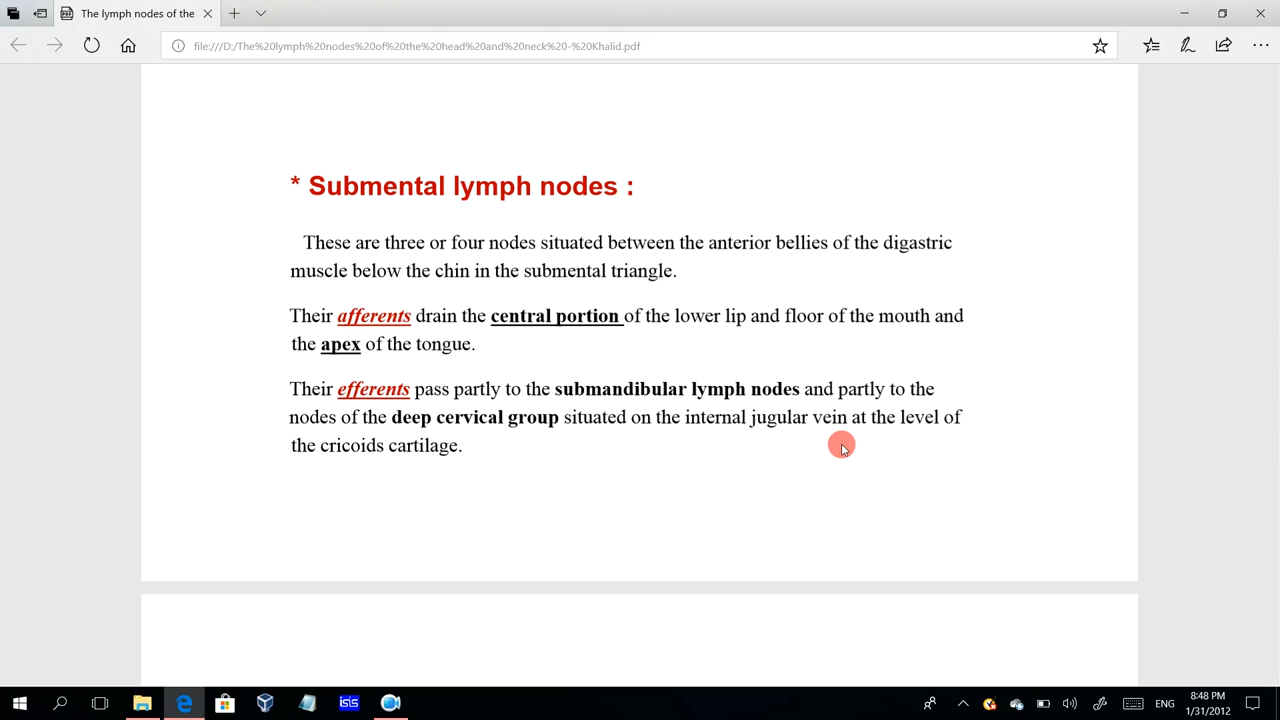 The lymph nodes of the
file:///D:/The%20lymph%20nodes%20of%20the%20head%20and%20neck%20-%20Khalid.pdf
* Submental lymph nodes :
These are three or four nodes situated between the anterior bellies of the digastric
muscle below the chin in the submental triangle.
Their afferents drain the central portion of the lower lip and floor of the mouth and
the apex of the tongue.
Their efferents pass partly to the submandibular lymph nodes and partly to the
nodes of the deep cervical group situated on the internal jugular vein at the level of
the cricoids cartilage.
isis
ENG
8:48 PM
1/31/2012